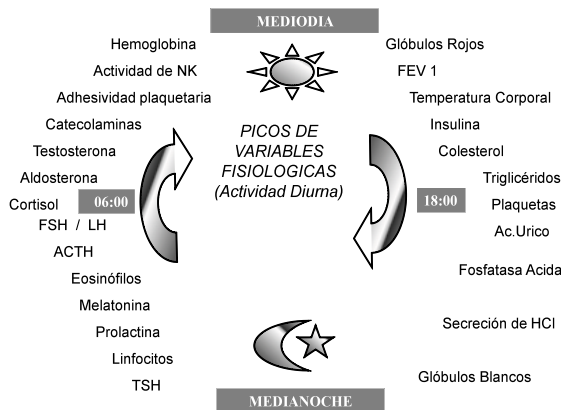 MEDIODIA
Hemoglobina
Actividad de NK
Adhesividad plaquetaria
Catecolaminas
Testosterona
Aldosterona
Cortisol
06:00
FSH / LH
ACTH
Eosinófilos
Melatonina
Prolactina
Linfocitos
TSH
PICOS DE
VARIABLES
FISIOLOGICAS
(Actividad Diurna)
Glóbulos Rojos
FEV 1
Temperatura Corporal
Insulina
Colesterol
Triglicéridos
18:00
Plaquetas
Ac.Urico
Fosfatasa Acida
Secreción de HCl
Glóbulos Blancos
MEDIANOCHE